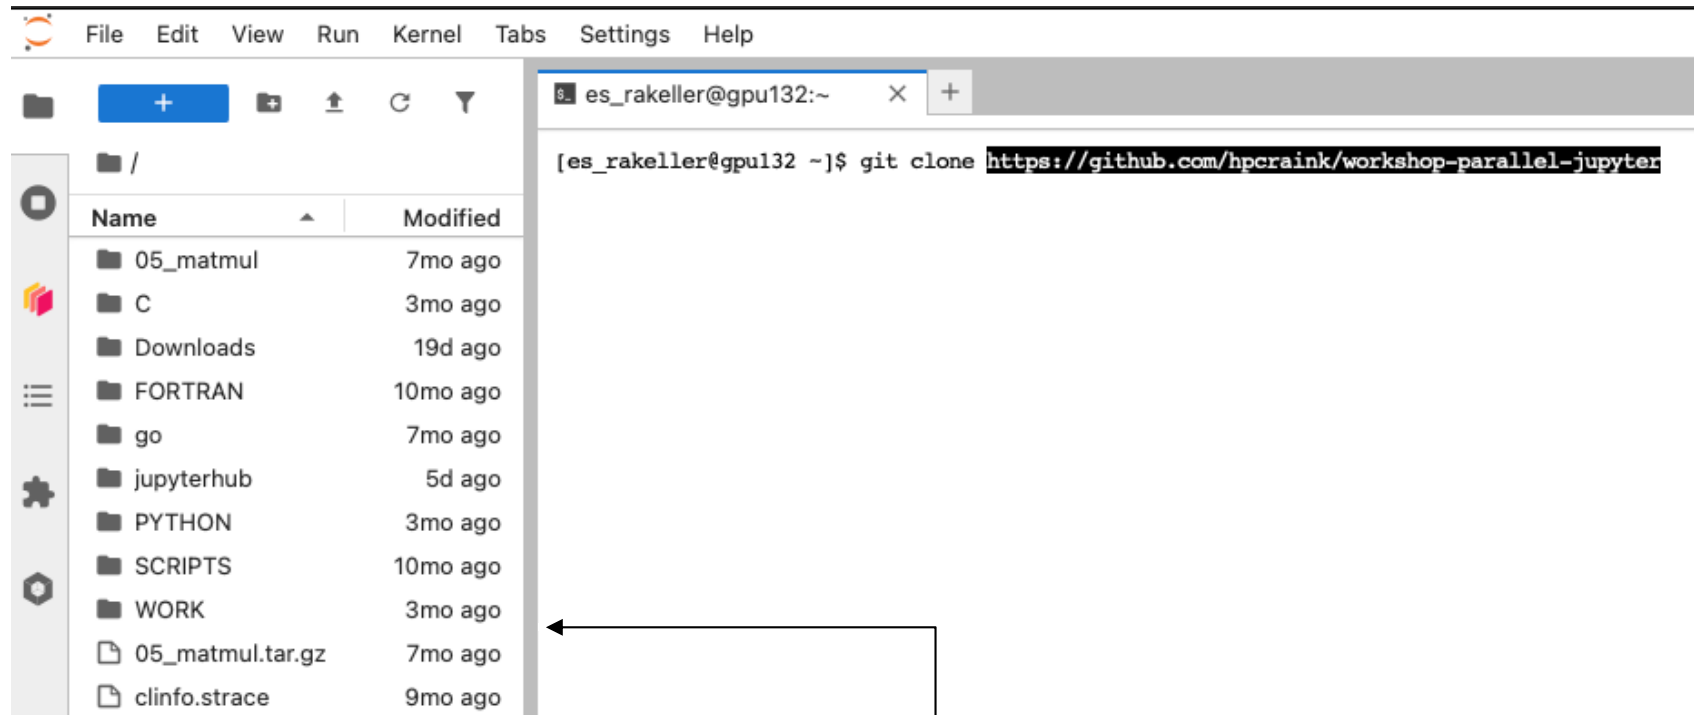 File Edit View Run Kernel Tabs Settings Help
+
/
Name Modified
05_matmul 7mo ago
C 3mo ago
Downloads 19d ago
FORTRAN 10mo ago
go 7mo ago
jupyterhub 5d ago
PYTHON 3mo ago
SCRIPTS 10mo ago
WORK 3mo ago
05_matmul.tar.gz 7mo ago
clinfo.strace 9mo ago
$_ es_rakeller@gpu132:~ × +
[es_rakeller@gpu132 ~]$ git clone https://github.com/hpcraink/workshop-parallel-jupyter